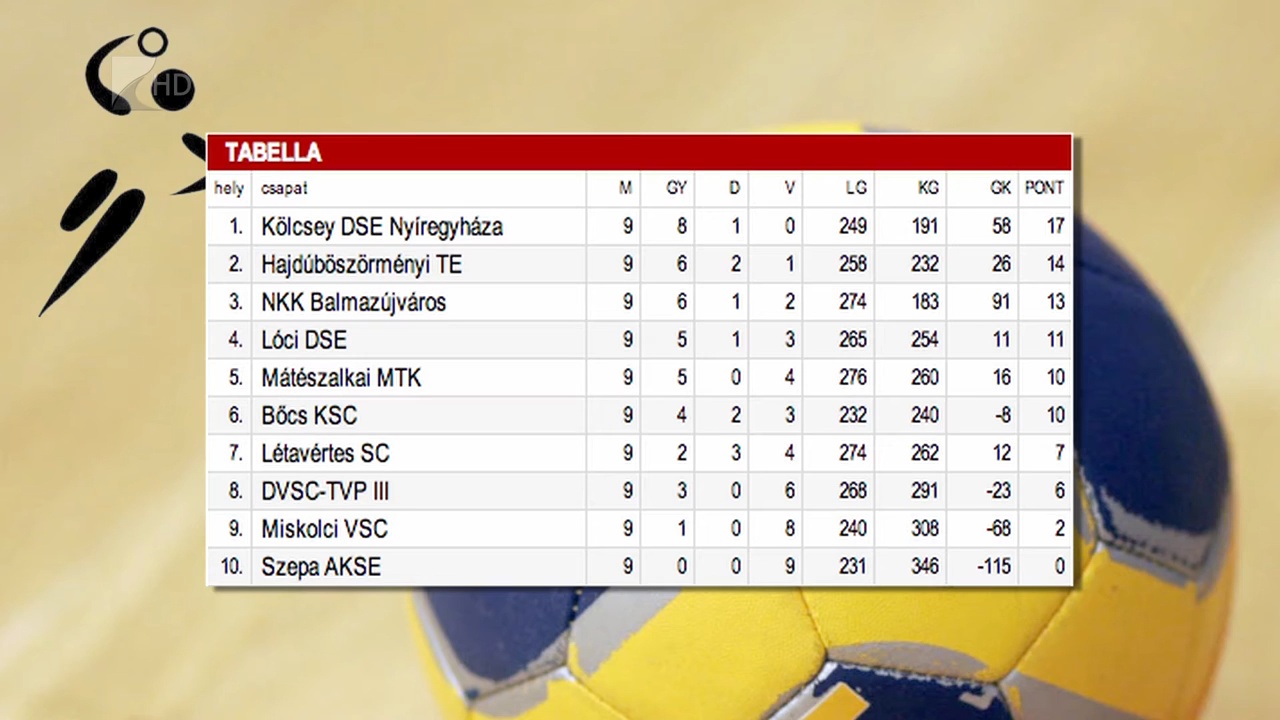 HD
TABELLA
hely csapat M GY D V LG KG GK PONT
1. Kölcsey DSE Nyíregyháza 9 8 1 0 249 191 58 17
2. Hajdúböszörményi TE 9 6 2 1 258 232 26 14
3. NKK Balmazújváros 9 6 1 2 274 183 91 13
4. Lóci DSE 9 5 1 3 265 254 11 11
5. Mátészalkai MTK 9 5 0 4 276 260 16 10
6. Bőcs KSC 9 4 2 3 232 240 -8 10
7. Létavértes SC 9 2 3 4 274 262 12 7
8. DVSC-TVP III 9 3 0 6 268 291 -23 6
9. Miskolci VSC 9 1 0 8 240 308 -68 2
10. Szepa AKSE 9 0 0 9 231 346 -115 0